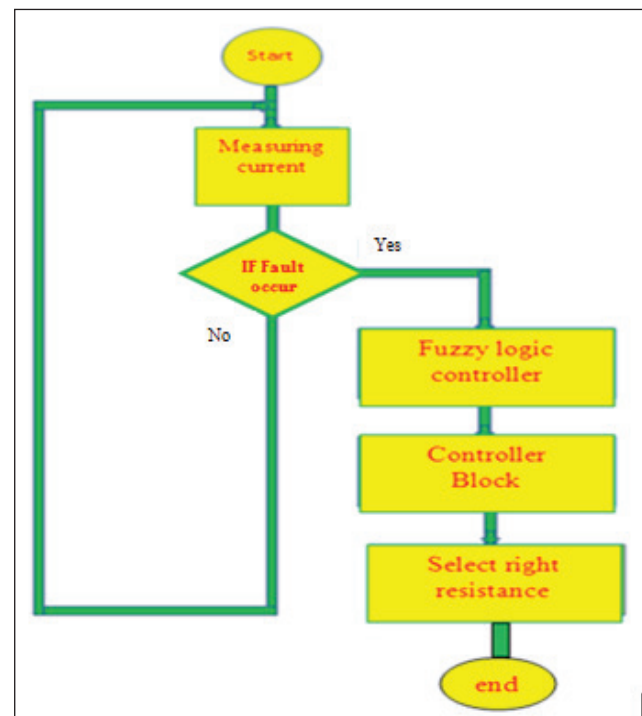 Start
Measuring
current
IF Fault
occur
Yes
No
Fuzzy logic
controller
Controller
Block
Select right
resistance
end